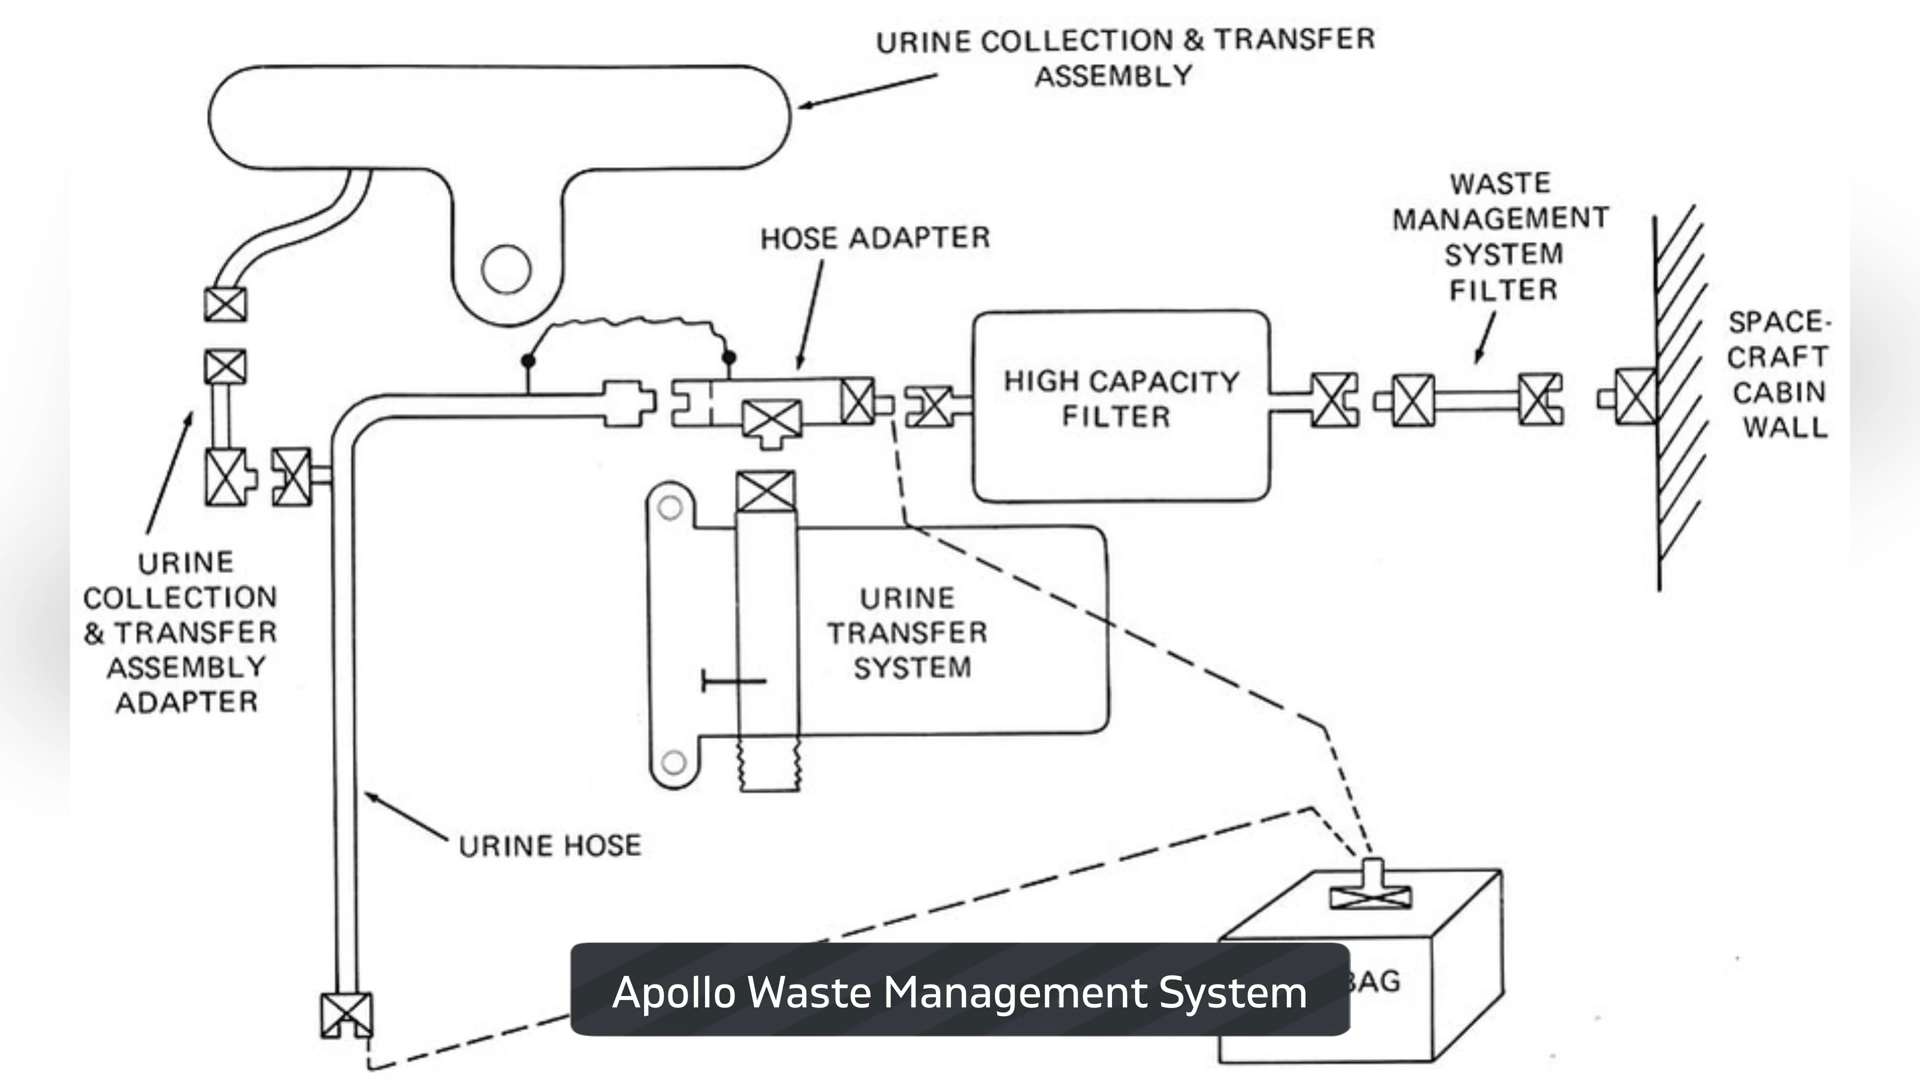 URINE COLLECTION & TRANSFER
ASSEMBLY
HOSE ADAPTER
WASTE
MANAGEMENT
SYSTEM
FILTER
SPACE-
CRAFT
CABIN
WALL
HIGH CAPACITY
FILTER
URINE
COLLECTION
& TRANSFER
ASSEMBLY
ADAPTER
URINE
TRANSFER
SYSTEM
URINE HOSE
BAG
Apollo Waste Management System